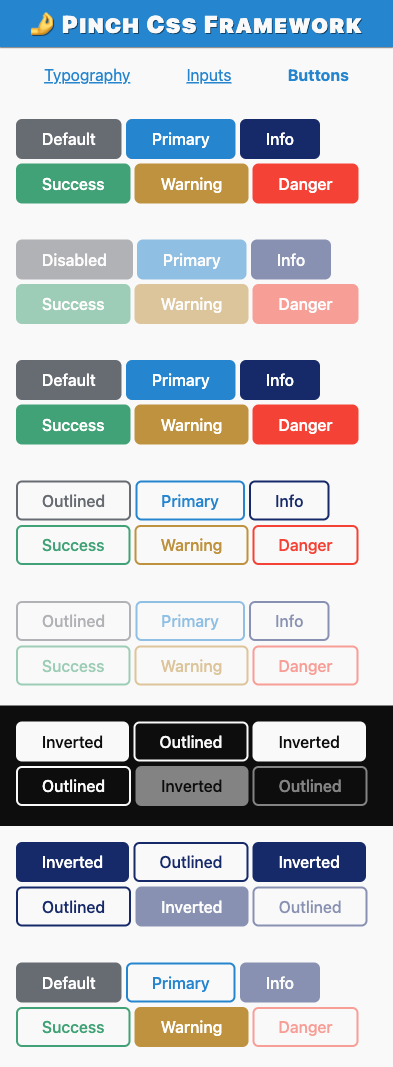 🤌 Pinch Css Framework
Typography Inputs Buttons
Default Primary Info
Success Warning Danger
Disabled Primary Info
Success Warning Danger
Default Primary Info
Success Warning Danger
Outlined Primary Info
Success Warning Danger
Outlined Primary Info
Success Warning Danger
Inverted Outlined Inverted
Outlined Inverted Outlined
Inverted Outlined Inverted
Outlined Inverted Outlined
Default Primary Info
Success Warning Danger